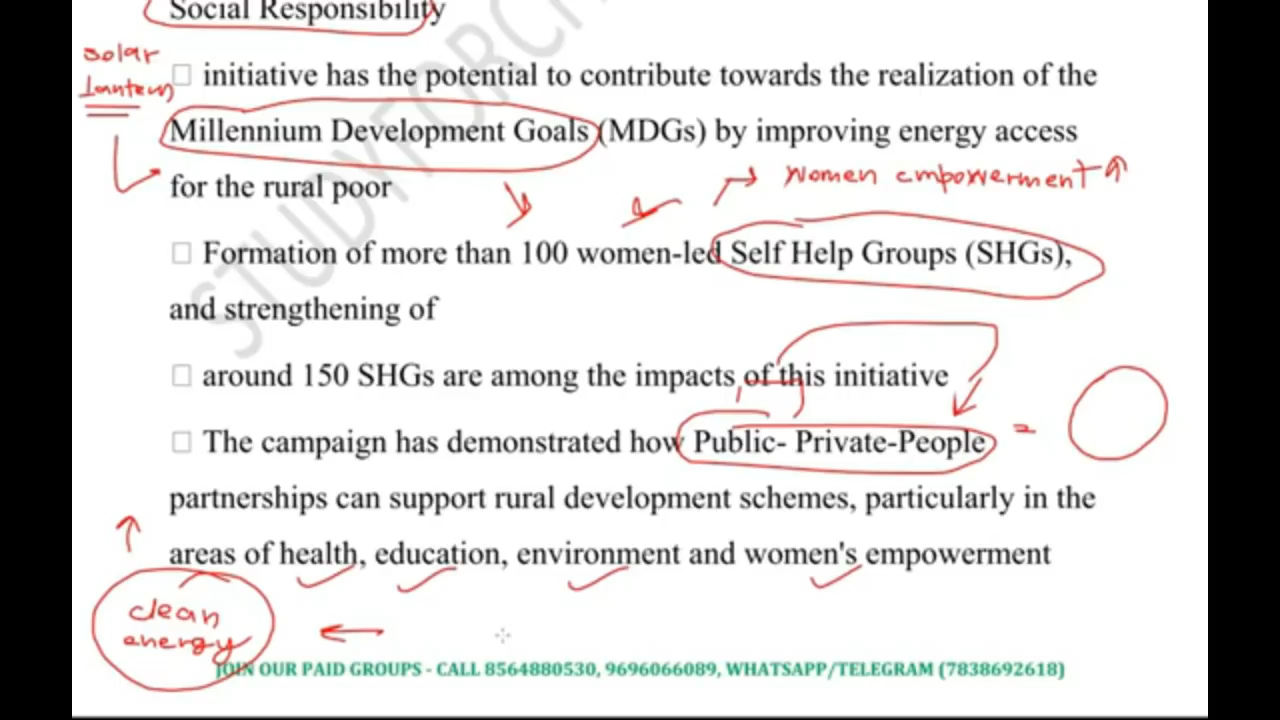 Social Responsibility
solar
lantern
□ initiative has the potential to contribute towards the realization of the
Millennium Development Goals (MDGs) by improving energy access
for the rural poor
women empowerment ↑
□ Formation of more than 100 women-led Self Help Groups (SHGs),
and strengthening of
□ around 150 SHGs are among the impacts of this initiative
□ The campaign has demonstrated how Public- Private-People =
partnerships can support rural development schemes, particularly in the
areas of health, education, environment and women's empowerment
clean
energy
JOIN OUR PAID GROUPS - CALL 8564880530, 9696066089, WHATSAPP/TELEGRAM (7838692618)